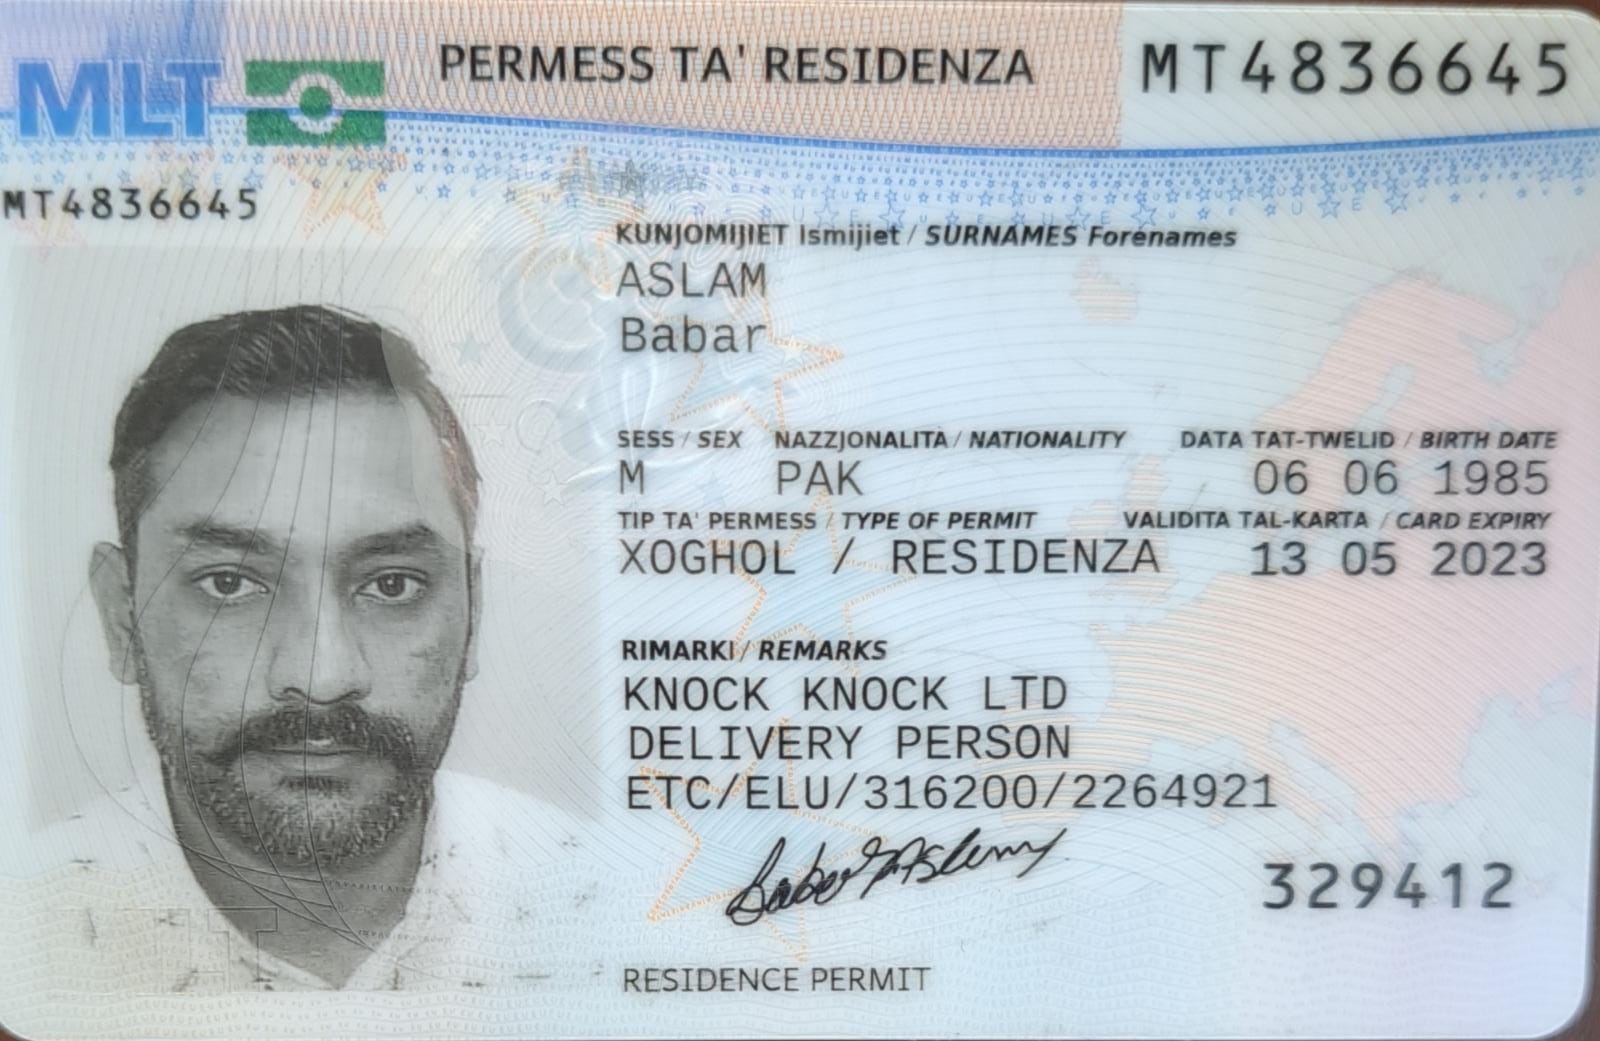 MLT
PERMESS TA' RESIDENZA
MT4836645
MT4836645
KUNJOMIJIET Ismijiet / SURNAMES Forenames
ASLAM
Babar
SESS / SEX NAZZJONALITA / NATIONALITY DATA TAT-TWELID / BIRTH DATE
M PAK 06 06 1985
TIP TA' PERMESS / TYPE OF PERMIT VALIDITA TAL-KARTA / CARD EXPIRY
XOGHOL / RESIDENZA 13 05 2023
RIMARKI / REMARKS
KNOCK KNOCK LTD
DELIVERY PERSON
ETC/ELU/316200/2264921
Babar Aslam
329412
RESIDENCE PERMIT